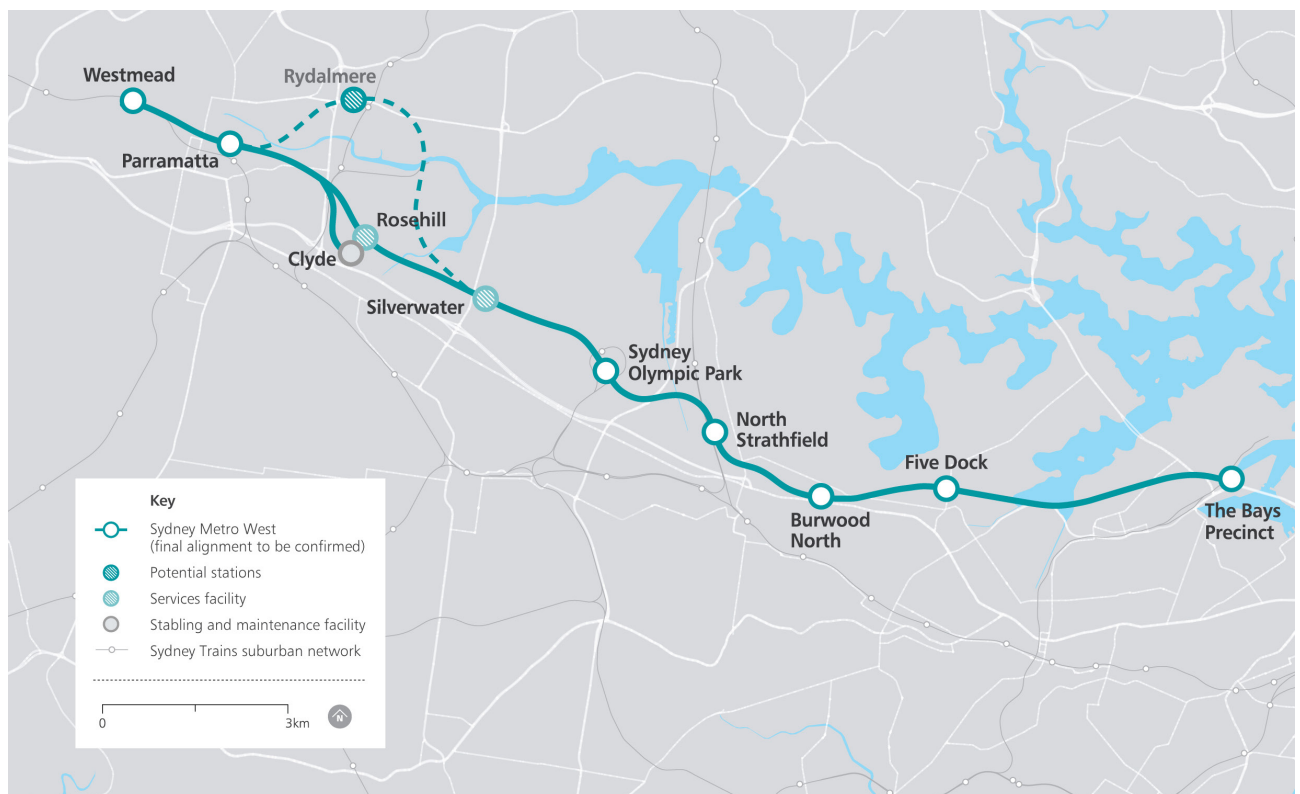 Westmead
Rydalmere
Parramatta
Rosehill
Clyde
Silverwater
Sydney
Olympic Park
North
Strathfield
Five Dock
Burwood
North
The Bays
Precinct
Key
Sydney Metro West
(final alignment to be confirmed)
Potential stations
Services facility
Stabling and maintenance facility
Sydney Trains suburban network
0
3km
N